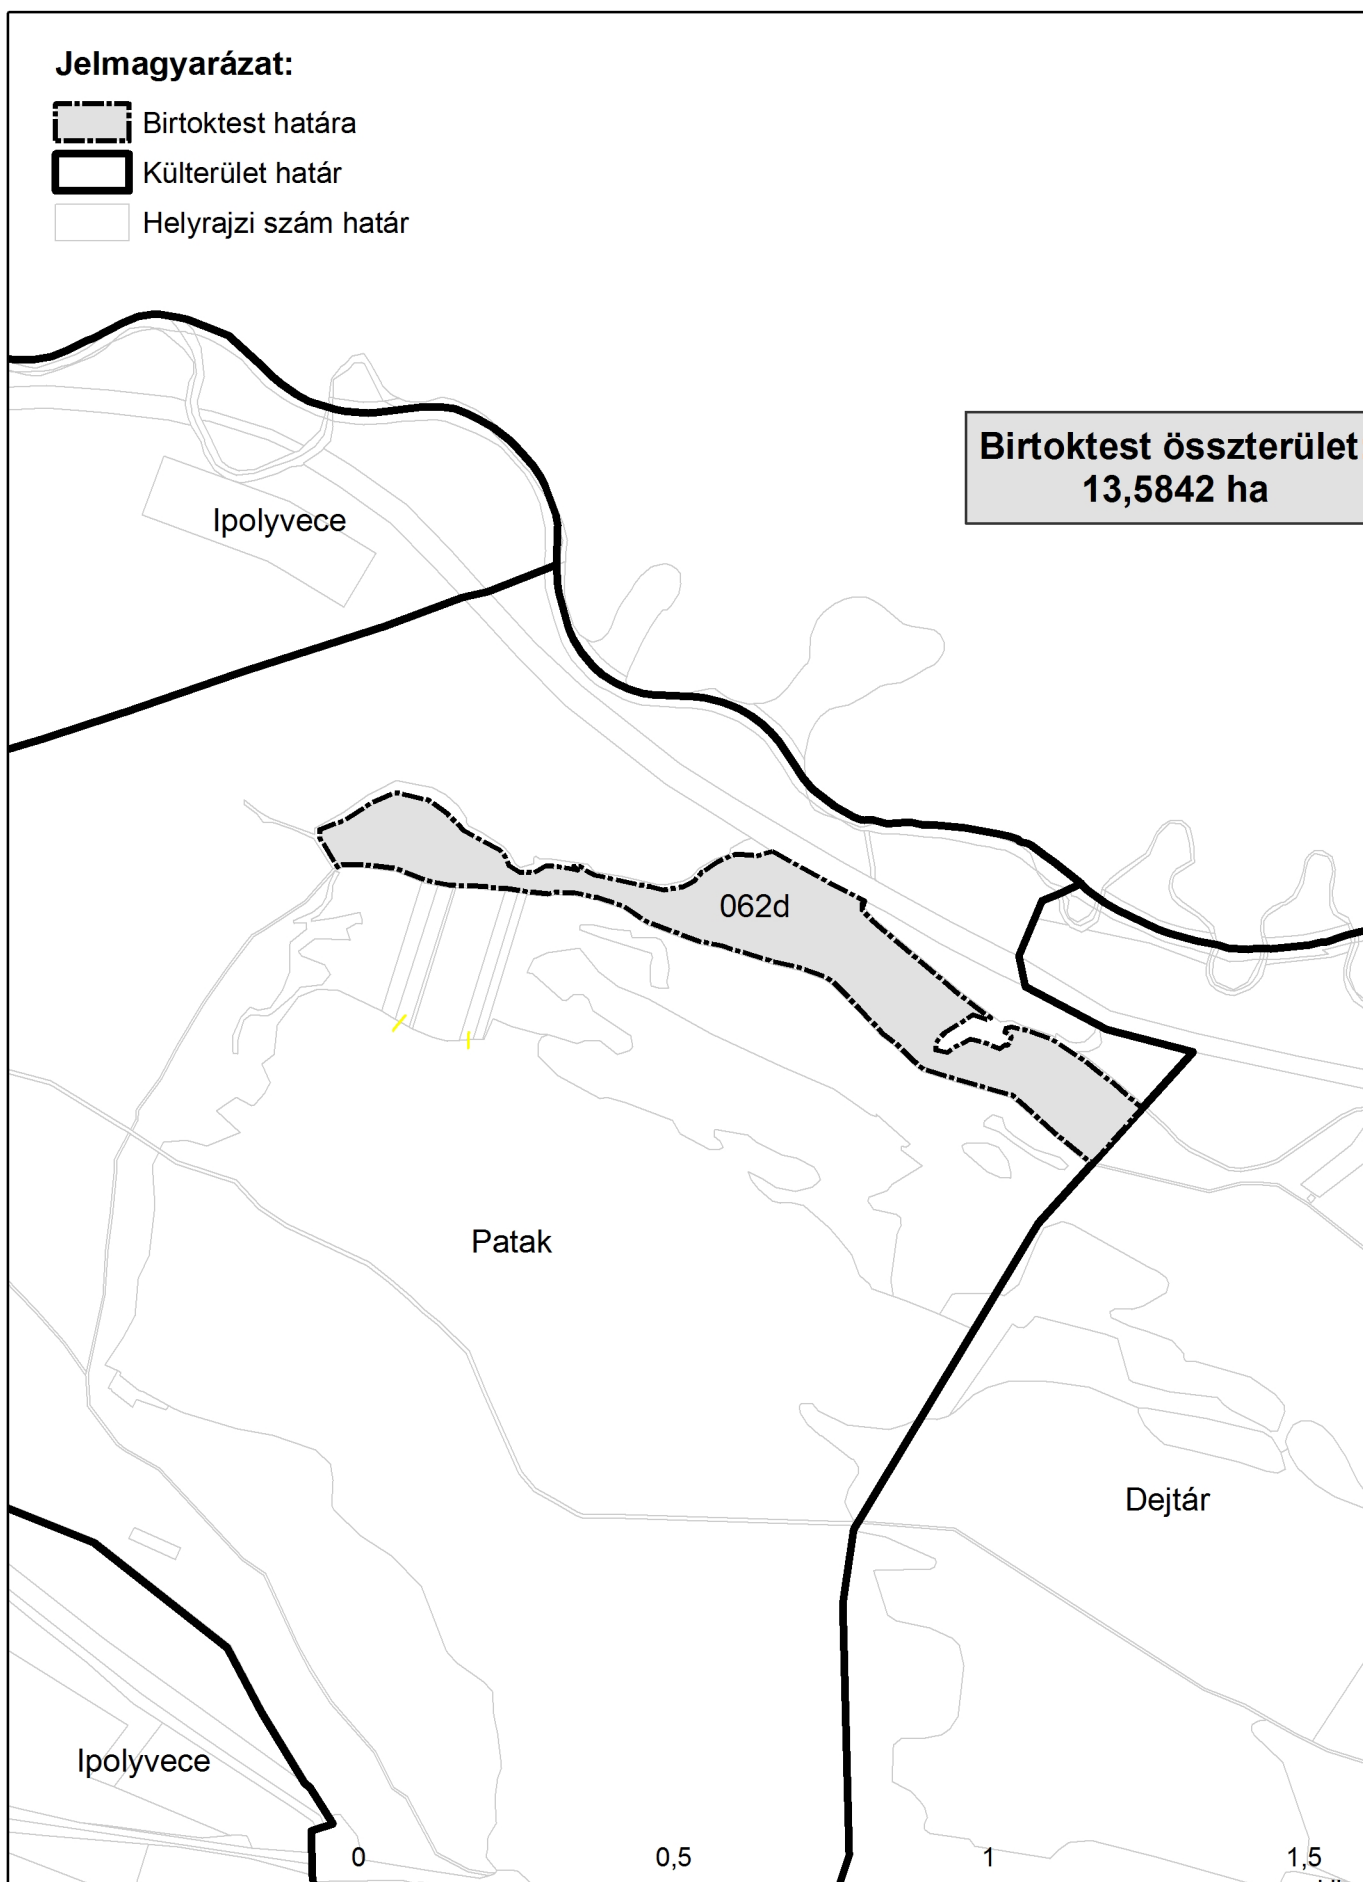 Jelmagyarázat:
Birtoktest határa
Külterület határ
Helyrajzi szám határ
Birtoktest összterület
13,5842 ha
Ipolyvece
062d
Patak
Dejtár
Ipolyvece
0 0,5 1 1,5